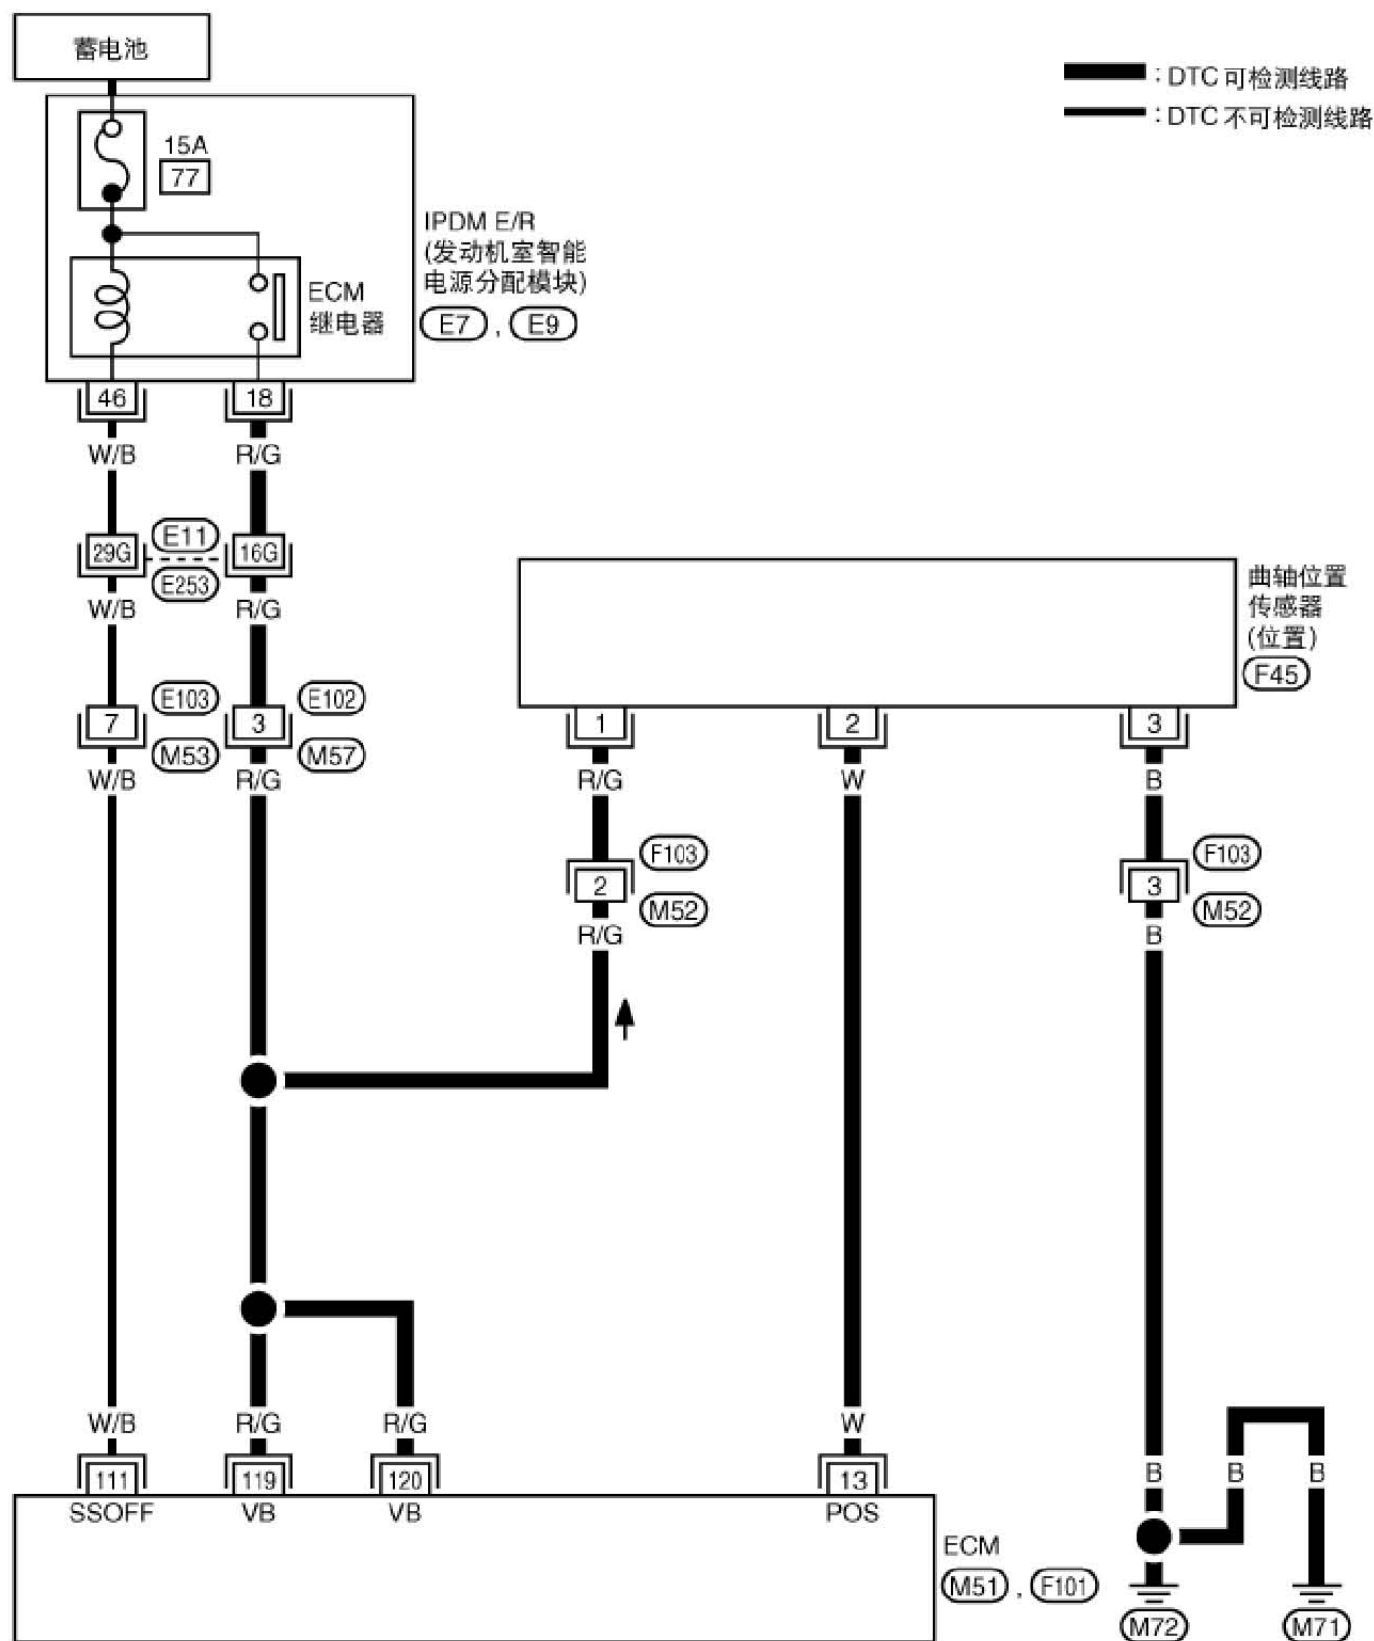 蓄电池
:DTC 可检测线路
:DTC 不可检测线路
15A
77
IPDM E/R
(发动机室智能
电源分配模块)
E7 , E9
ECM
继电器
46
18
W/B
R/G
29G
E11
16G
E253
W/B
R/G
曲轴位置
传感器
(位置)
F45
7
E103
3
E102
M53
M57
W/B
R/G
1
2
3
R/G
W
B
F103
2
M52
R/G
F103
3
M52
B
W/B
R/G
R/G
W
B
B
B
111
119
120
13
SSOFF
VB
VB
POS
ECM
M51 , F101
M72
M71